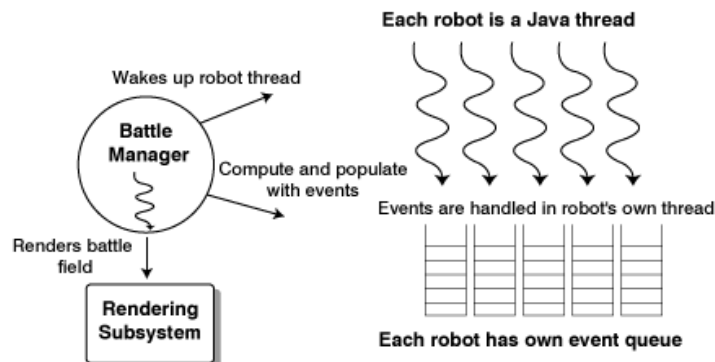 Each robot is a Java thread
Wakes up robot thread
Battle
Manager
Compute and populate
with events
Events are handled in robot's own thread
Renders battle
field
Rendering
Subsystem
Each robot has own event queue